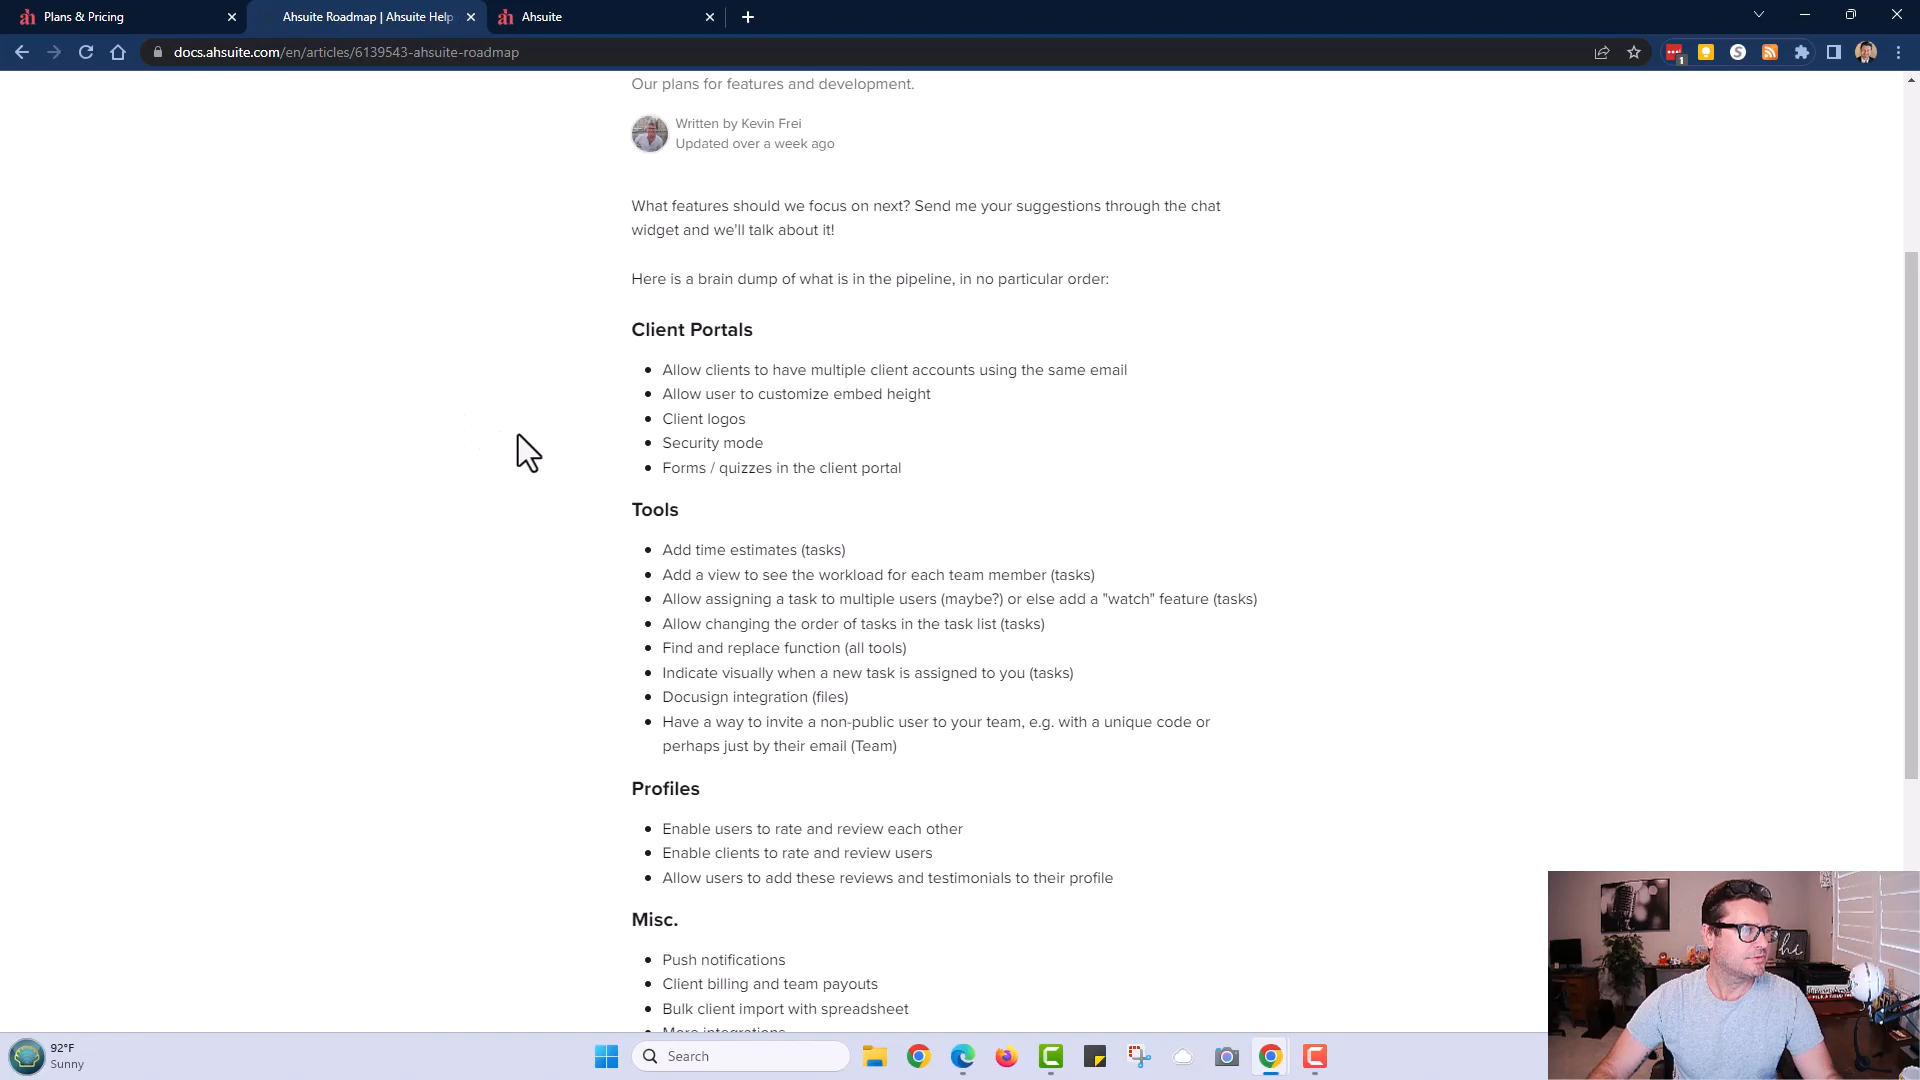 Plans & Pricing
Ahsuite Roadmap | Ahsuite Help
Ahsuite
docs.ahsuite.com/en/articles/6139543-ahsuite-roadmap
Our plans for features and development.
Written by Kevin Frei
Updated over a week ago
What features should we focus on next? Send me your suggestions through the chat
widget and we'll talk about it!
Here is a brain dump of what is in the pipeline, in no particular order:
Client Portals
Allow clients to have multiple client accounts using the same email
Allow user to customize embed height
Client logos
Security mode
Forms / quizzes in the client portal
Tools
Add time estimates (tasks)
Add a view to see the workload for each team member (tasks)
Allow assigning a task to multiple users (maybe?) or else add a "watch" feature (tasks)
Allow changing the order of tasks in the task list (tasks)
Find and replace function (all tools)
Indicate visually when a new task is assigned to you (tasks)
Docusign integration (files)
Have a way to invite a non-public user to your team, e.g. with a unique code or
perhaps just by their email (Team)
Profiles
Enable users to rate and review each other
Enable clients to rate and review users
Allow users to add these reviews and testimonials to their profile
Misc.
Push notifications
Client billing and team payouts
Bulk client import with spreadsheet
More integrations
hi
92°F
Sunny
Search